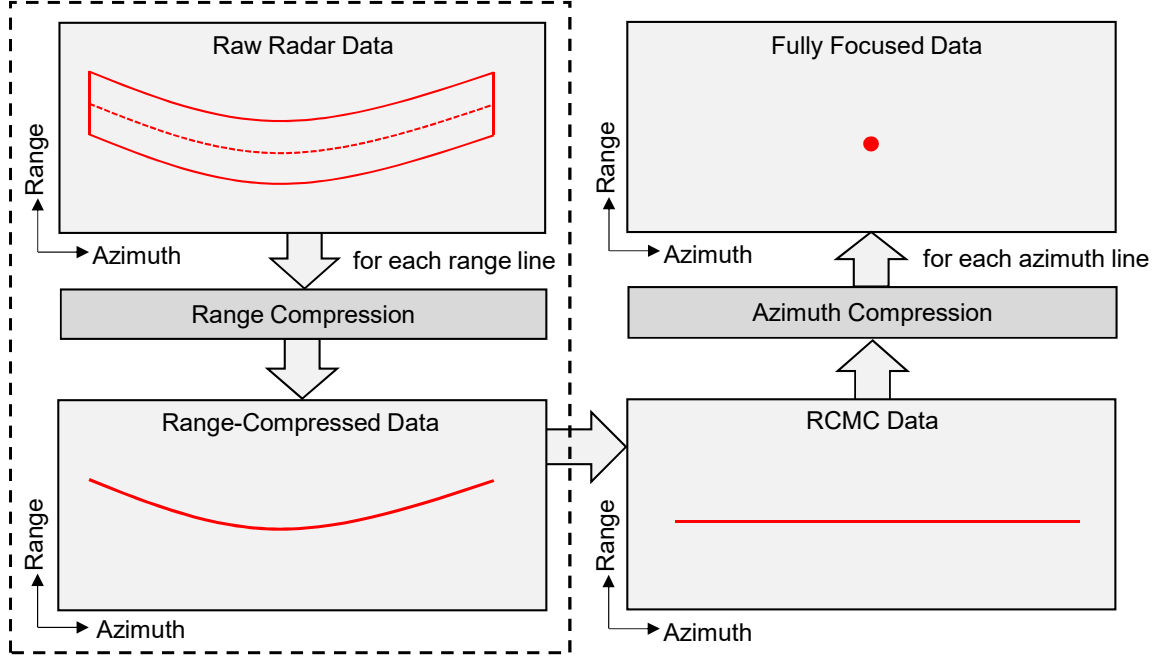 Raw Radar Data
Range
Azimuth
for each range line
Range Compression
Range-Compressed Data
Range
Azimuth
Fully Focused Data
Range
Azimuth
for each azimuth line
Azimuth Compression
RCMC Data
Range
Azimuth